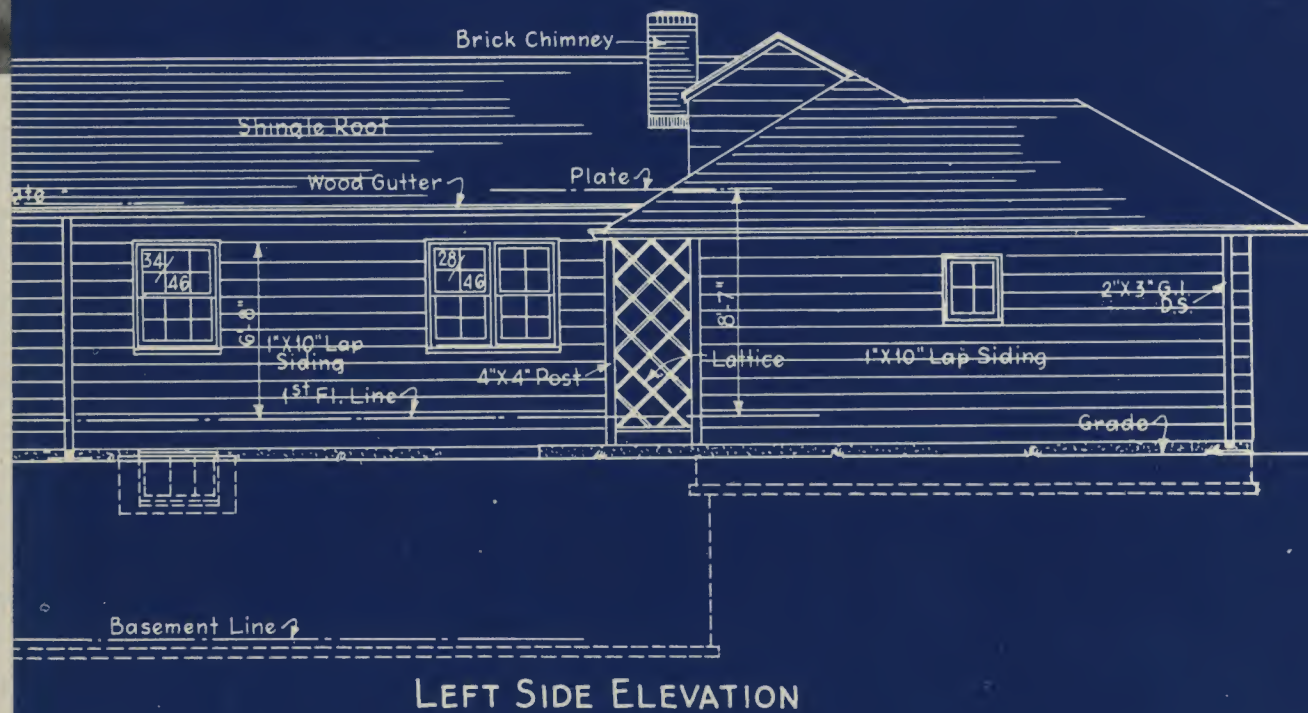 Brick Chimney
Shingle Roof
Wood Gutter
Plate
34/46
28/46
6'-8"
8'-7"
2"X3" G.I.
D.S.
1"X10" Lap
Siding
4"X4" Post
Lattice
1"X10" Lap Siding
1st Fl. Line
Grade
Basement Line
LEFT SIDE ELEVATION